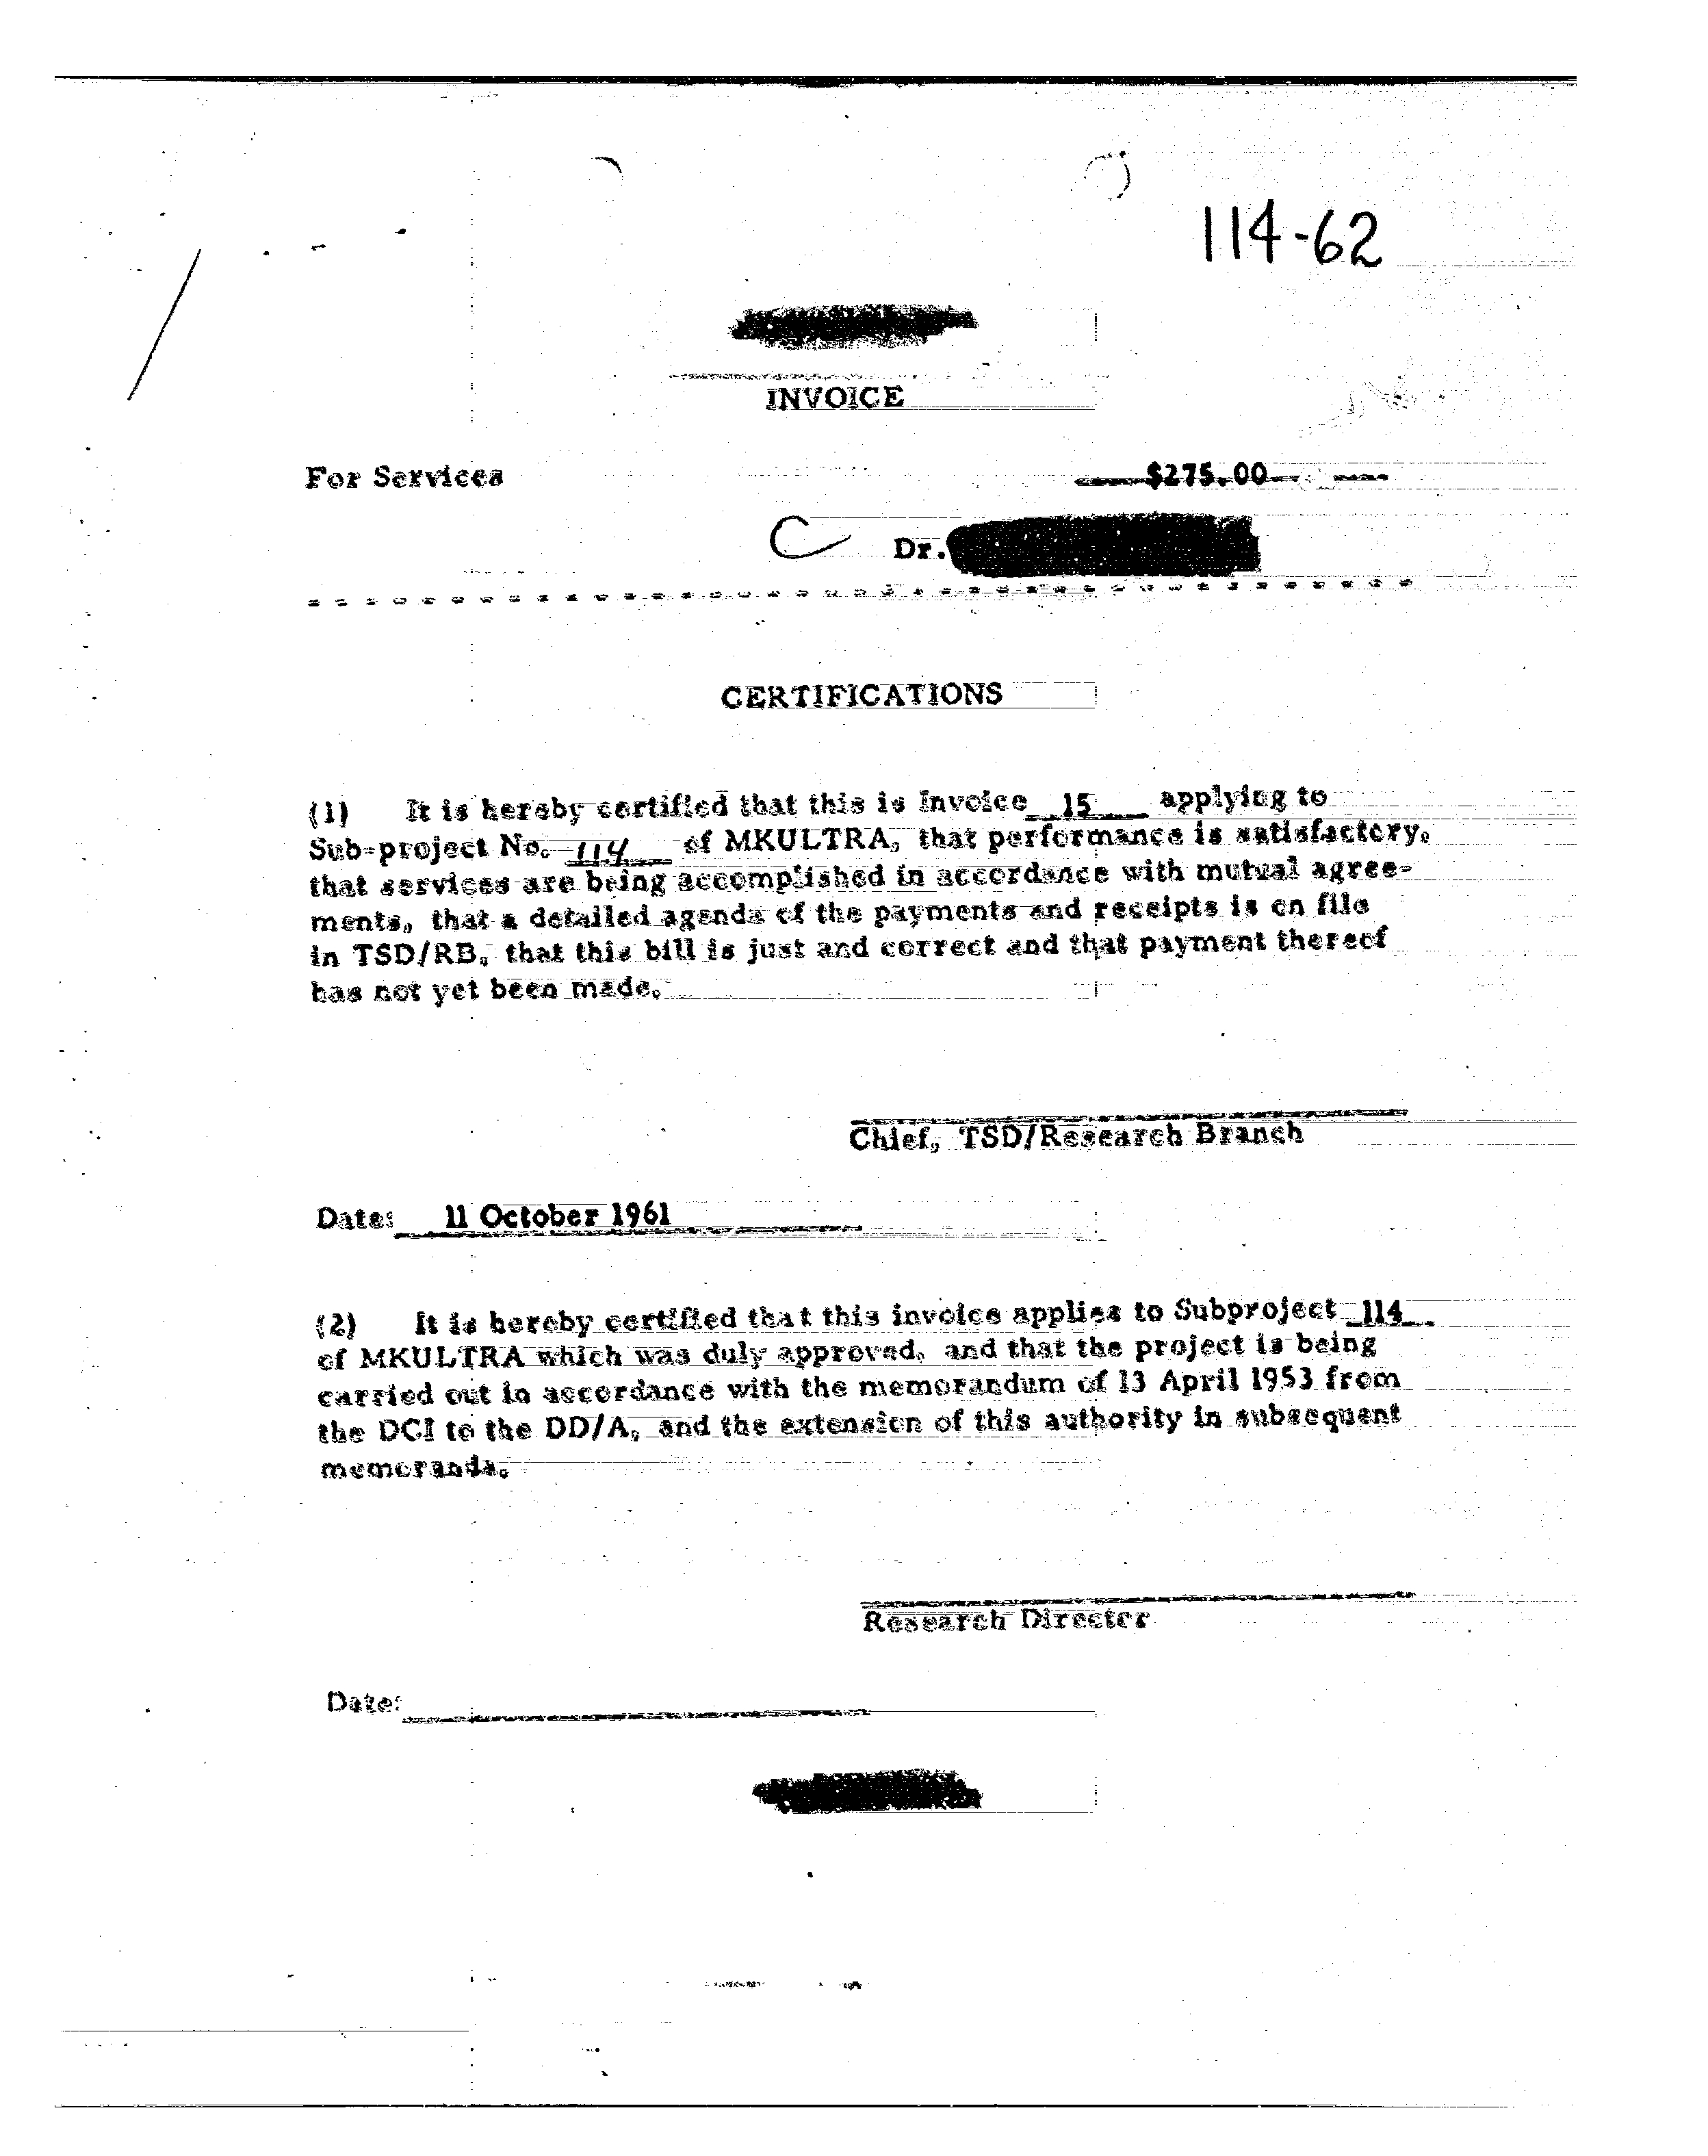 114-62
INVOICE
For Services $275.00
Dr.
CERTIFICATIONS
(1) It is hereby certified that this is Invoice 15 applying to
Sub-project No. 114 of MKULTRA, that performance is satisfactory,
that services are being accomplished in accordance with mutual agree-
ments, that a detailed agenda of the payments and receipts is on file
in TSD/RB, that this bill is just and correct and that payment thereof
has not yet been made.
Chief, TSD/Research Branch
Date: 11 October 1961
(2) It is hereby certified that this invoice applies to Subproject 114
of MKULTRA which was duly approved, and that the project is being
carried out in accordance with the memorandum of 13 April 1953 from
the DCI to the DD/A, and the extension of this authority in subsequent
memoranda.
Research Director
Date: